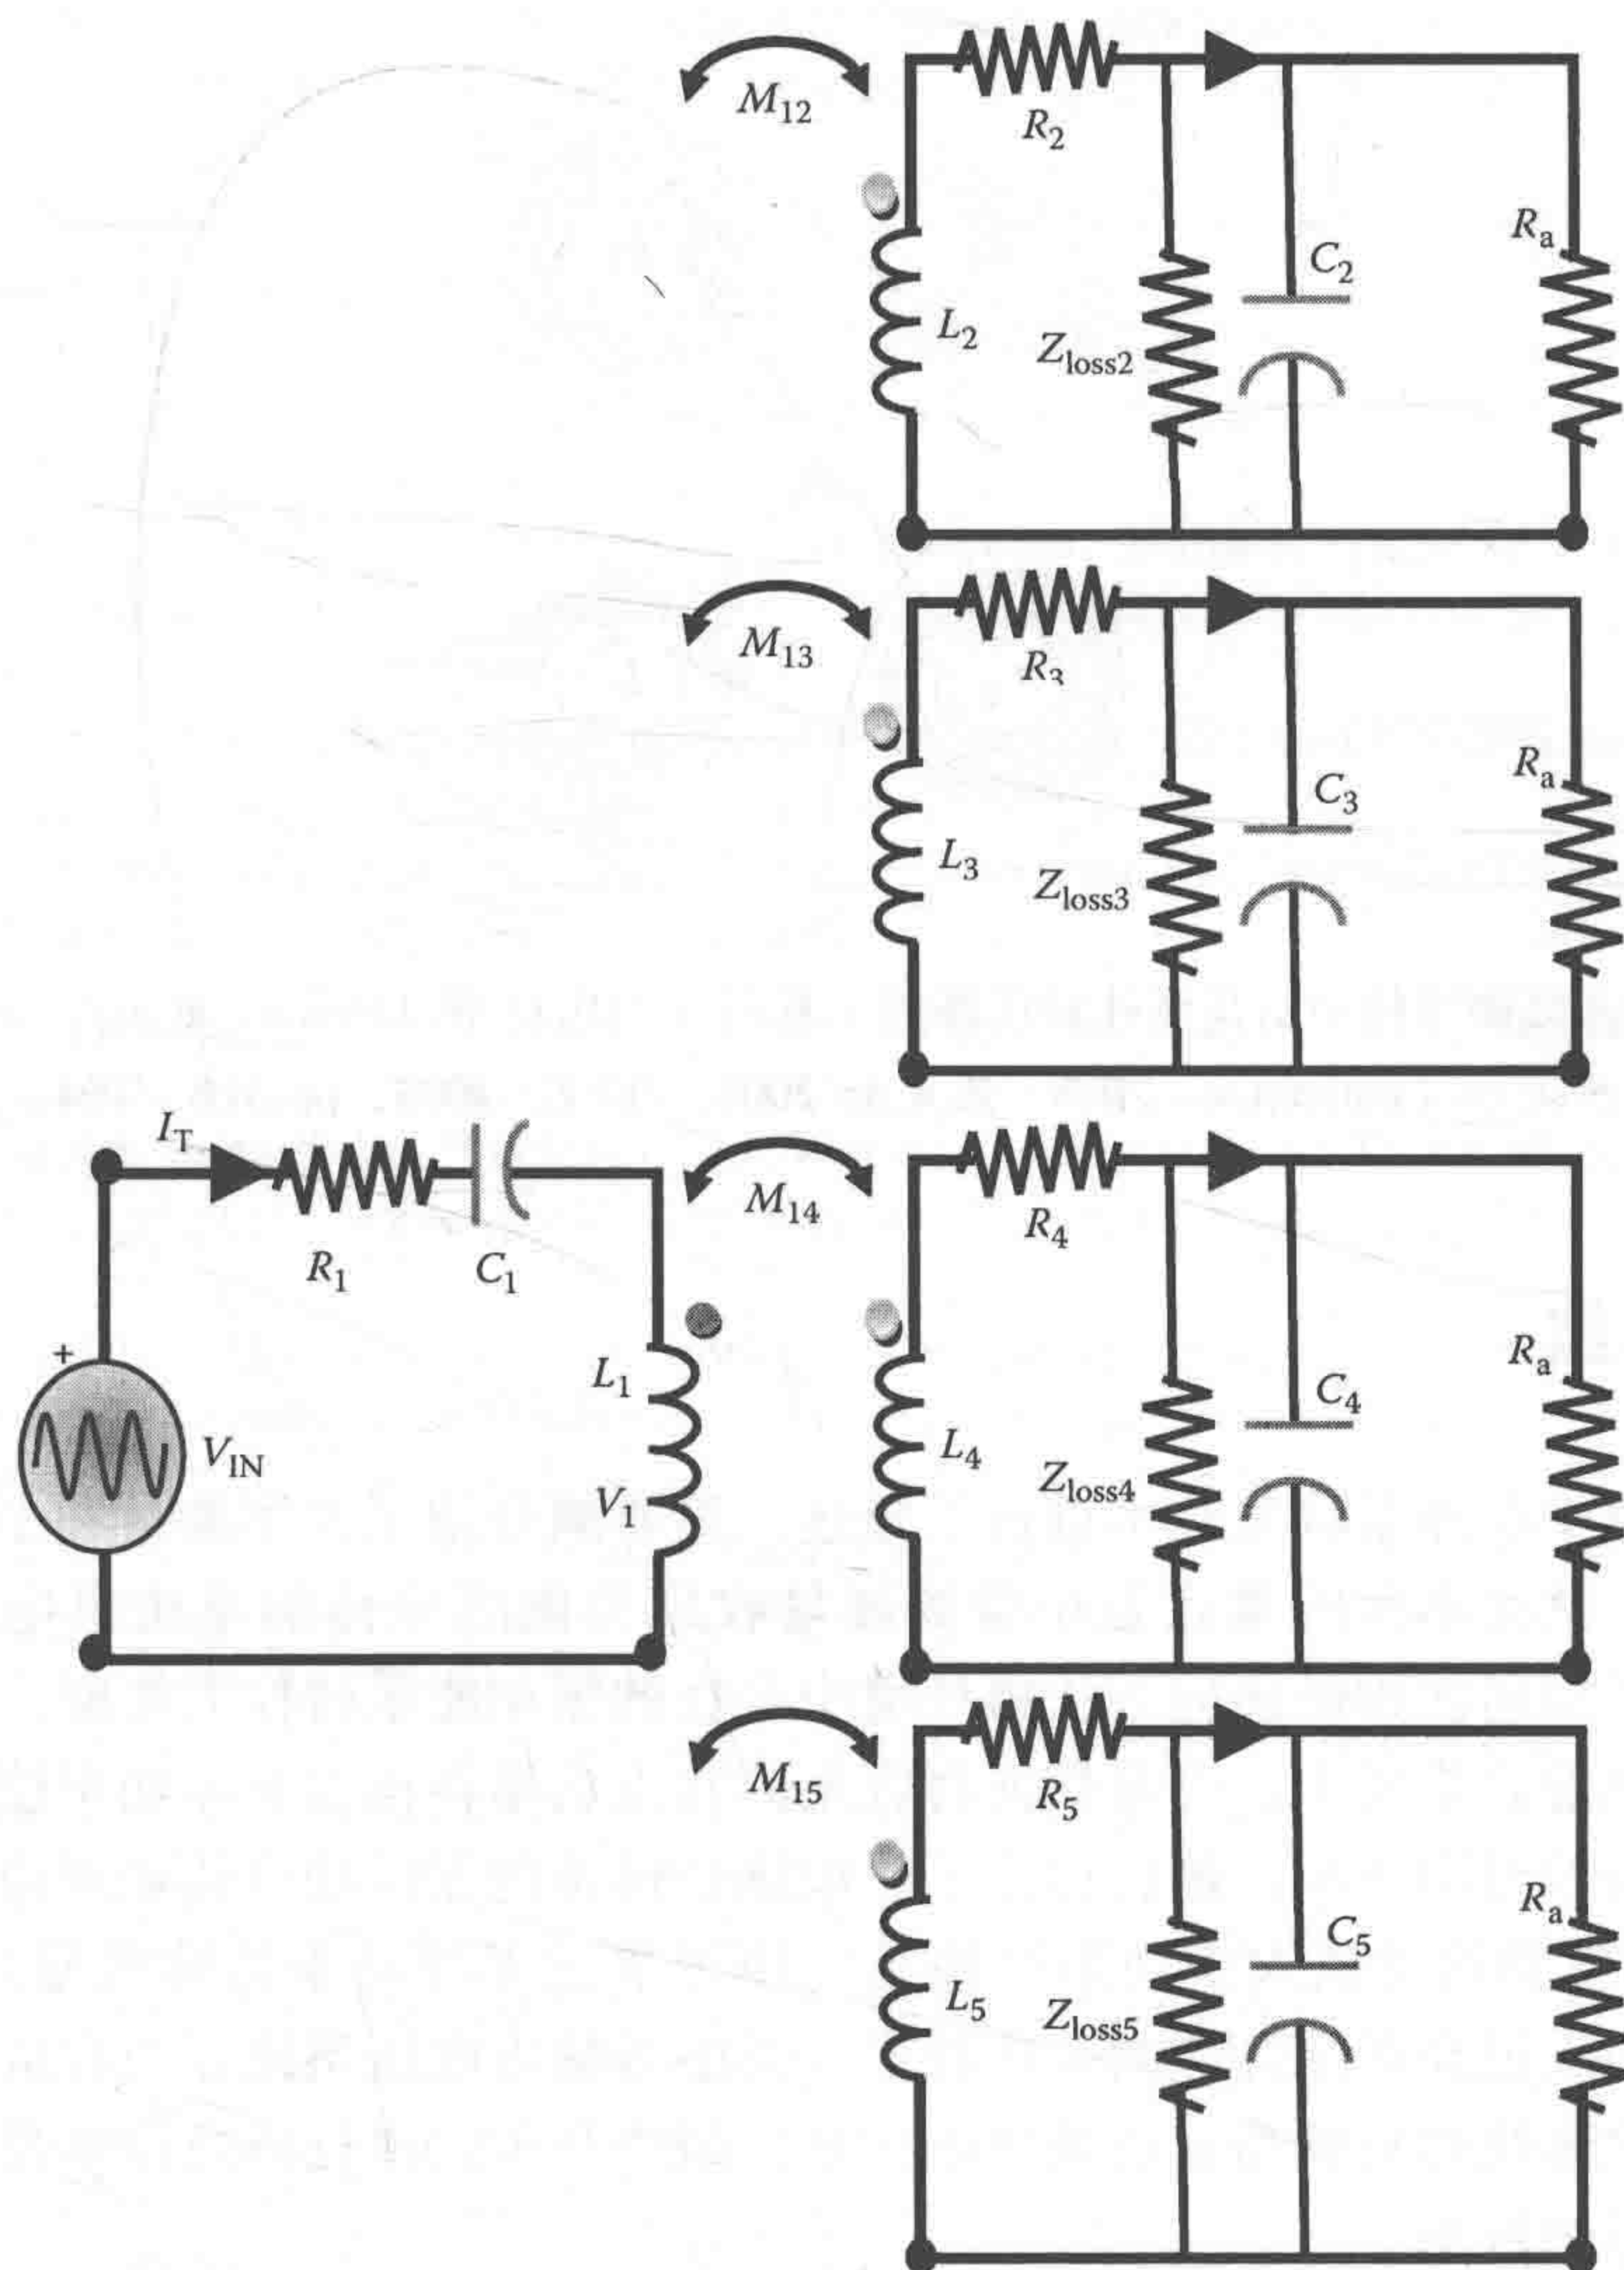 M12
R2
Ra
C2
L2
Zloss2
M13
R3
Ra
C3
L3
Zloss3
IT
M14
R4
R1
C1
+
L1
Ra
C4
VIN
L4
V1
Zloss4
M15
R5
Ra
C5
L5
Zloss5